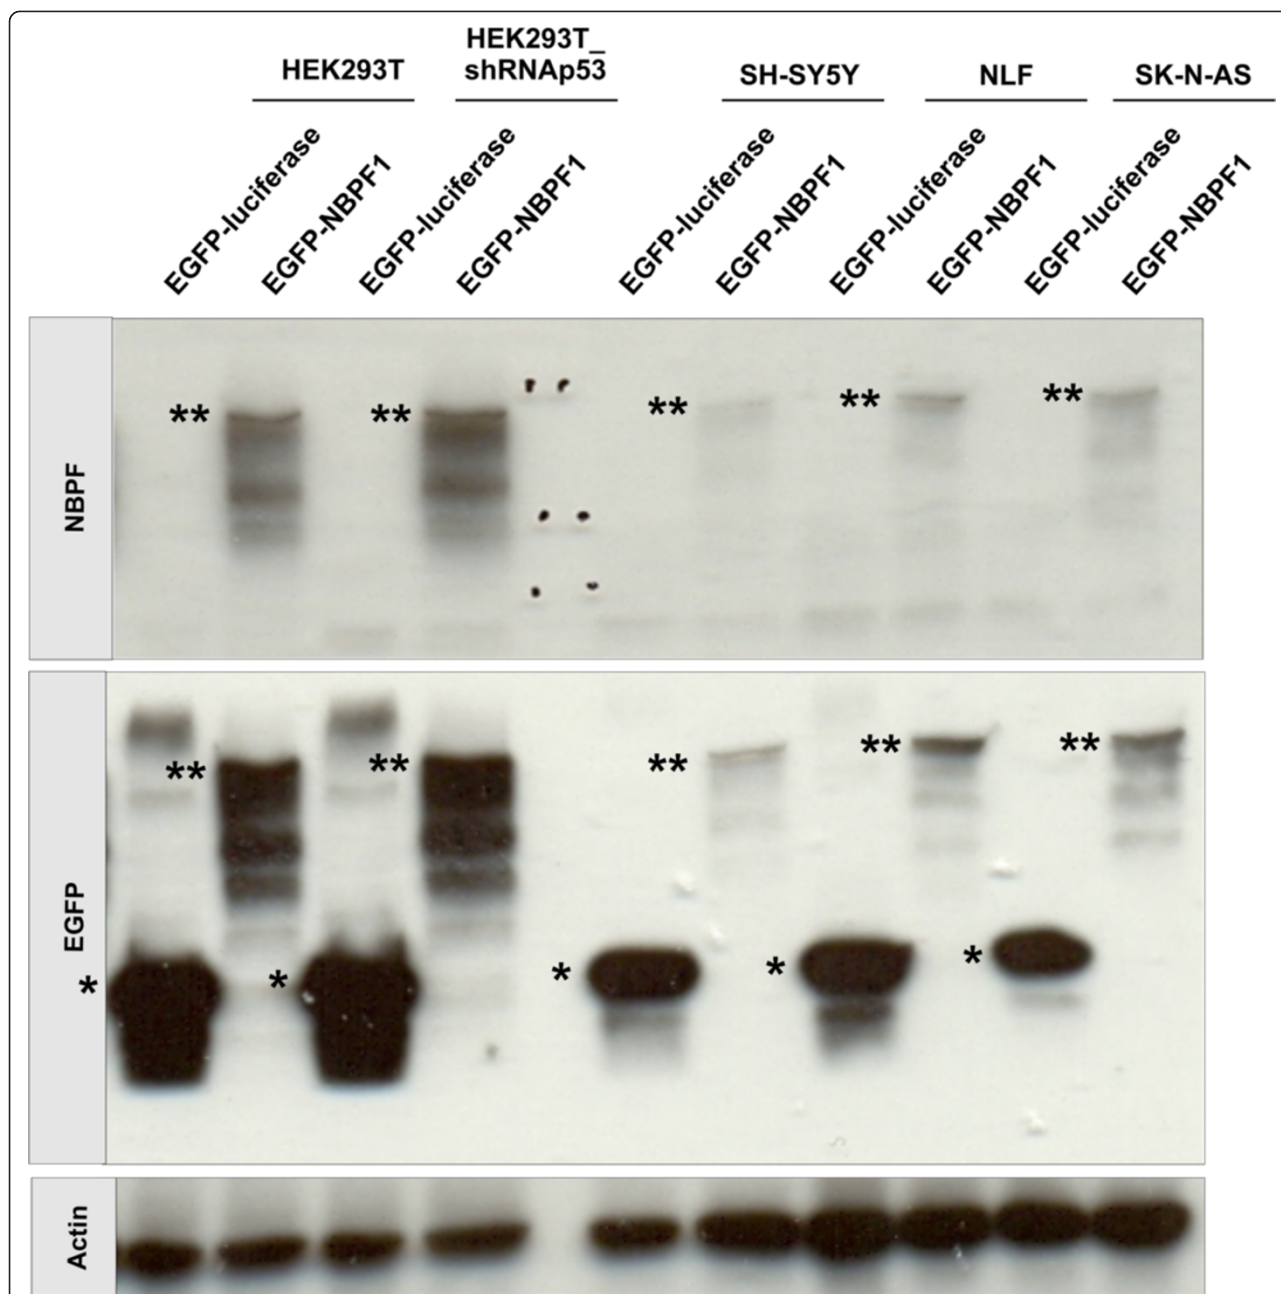 HEK293T
HEK293T_
shRNAp53
SH-SY5Y
NLF
SK-N-AS
EGFP-luciferase
EGFP-NBPF1
EGFP-luciferase
EGFP-NBPF1
EGFP-luciferase
EGFP-NBPF1
EGFP-luciferase
EGFP-NBPF1
EGFP-luciferase
EGFP-NBPF1
NBPF
** ** ** ** **
EGFP
** ** ** ** **
* * * * *
Actin